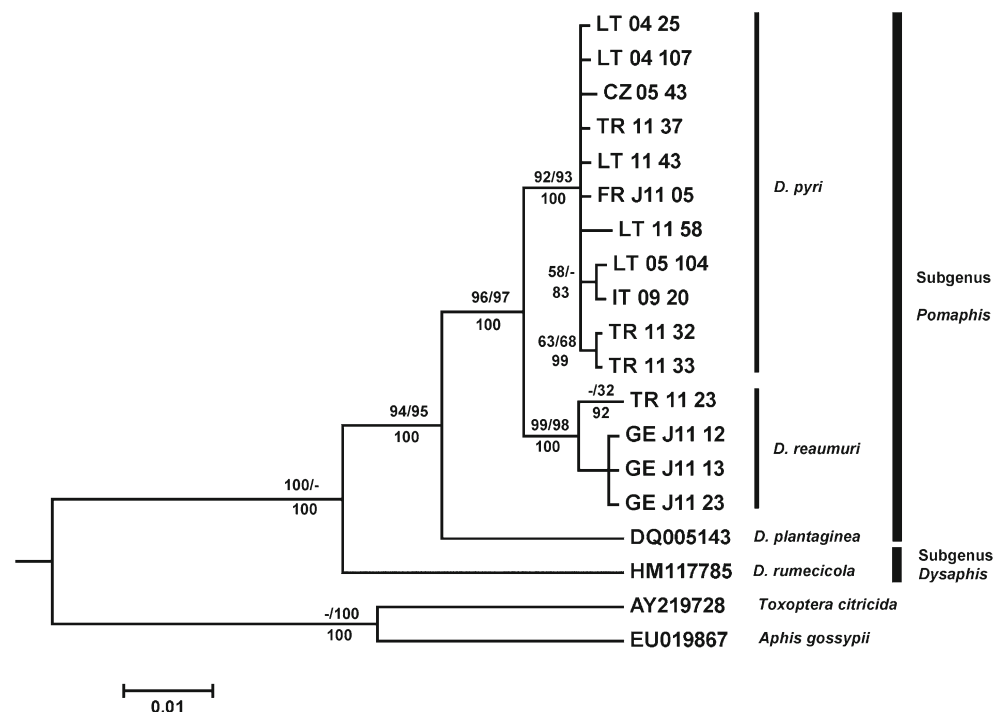 LT 04 25
LT 04 107
CZ 05 43
TR 11 37
LT 11 43
92/93
100
FR J11 05
D. pyri
LT 11 58
58/-
83
LT 05 104
IT 09 20
96/97
100
63/68
99
TR 11 32
TR 11 33
Subgenus
Pomaphis
-/32
92
TR 11 23
94/95
100
99/98
100
GE J11 12
GE J11 13
GE J11 23
D. reaumuri
100/-
100
DQ005143 D. plantaginea
HM117785 D. rumecicola
Subgenus
Dysaphis
-/100
100
AY219728 Toxoptera citricida
EU019867 Aphis gossypii
0.01